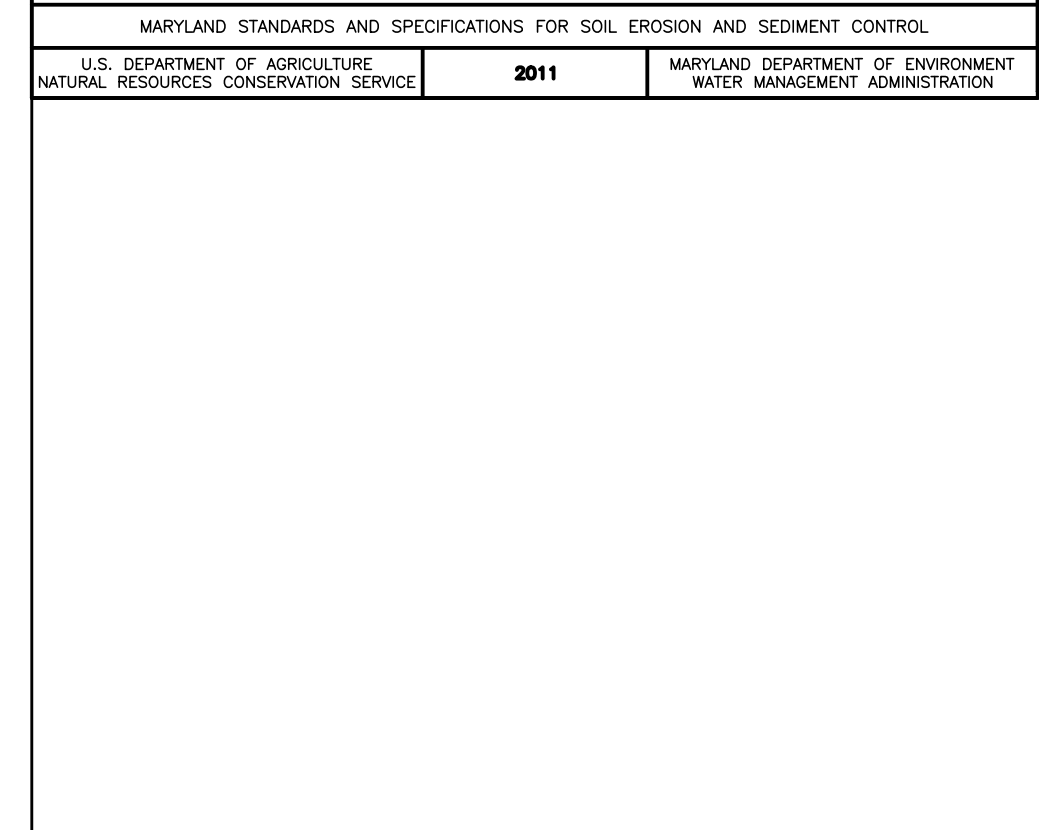 MARYLAND STANDARDS AND SPECIFICATIONS FOR SOIL EROSION AND SEDIMENT CONTROL
U.S. DEPARTMENT OF AGRICULTURE
NATURAL RESOURCES CONSERVATION SERVICE
2011
MARYLAND DEPARTMENT OF ENVIRONMENT
WATER MANAGEMENT ADMINISTRATION